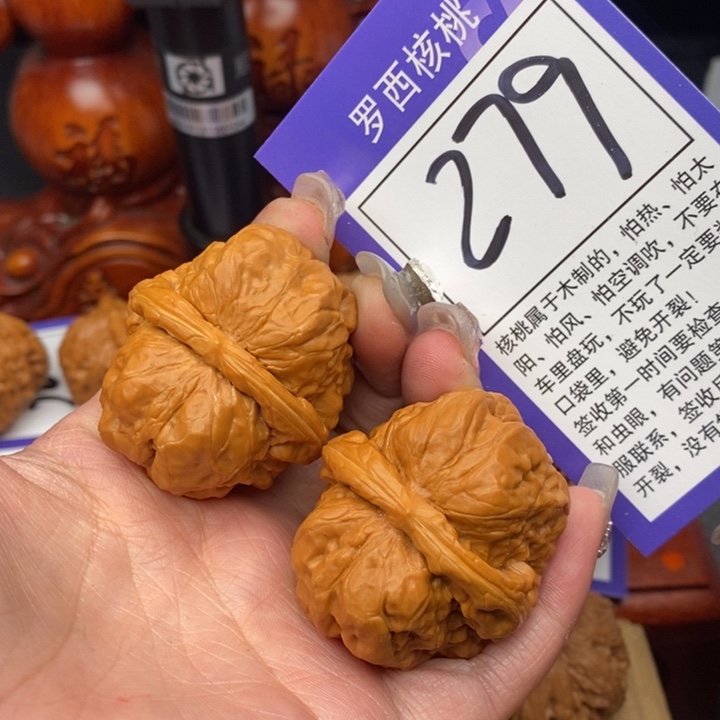 罗西核桃
279
核桃属于木制的，怕热、怕太
阳、怕风、怕空调吹，不要在
车里盘玩，不玩了一定要
口袋里，避免开裂！
签收第一时间要检查
和虫眼，有问题
服联系，签收
开裂，没有